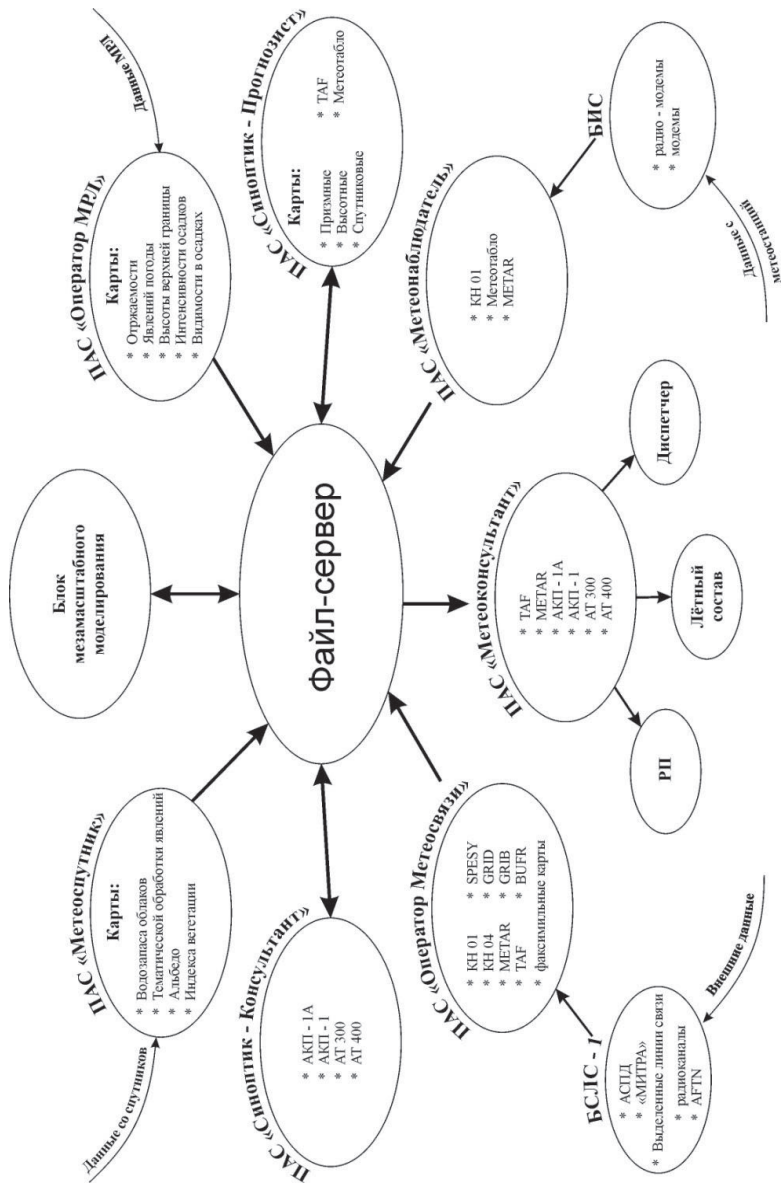 Данные со спутников
ПАС «Метеоспутник»
Карты:
* Водозапаса облаков
* Тематической обработки явлений
* Альбедо
* Индекса вегетации
Блок
мезамасштабного
моделирования
ПАС «Оператор МРЛ»
Карты:
* Отржаемости
* Явлений погоды
* Высоты верхней границы
* Интенсивности осадков
* Видимости в осадках
Данные МРЛ
ПАС «Синоптик - Консультант»
* АКП - 1А
* АКП - 1
* АТ 300
* АТ 400
Файл-сервер
ПАС «Синоптик - Прогнозист»
Карты:
* Призмные
* Высотные
* Спутниковые
* TAF
* Метеотабло
ПАС «Оператор Метеосвязи»
* КН 01
* КН 04
* METAR
* TAF
* SPESY
* GRID
* GRIB
* BUFR
* факсимильные карты
ПАС «Метеоконсультант»
* TAF
* METAR
* АКП - 1А
* АКП - 1
* АТ 300
* АТ 400
ПАС «Метеонаблюдатель»
* КН 01
* Метеотабло
* METAR
БСЛС - 1
* АСПД
* «МИТРА»
* Выделенные линии связи
* радиоканалы
* AFTN
Внешние данные
РП
Лётный
состав
Диспетчер
БИС
* радио - модемы
* модемы
Данные с
метеостанций